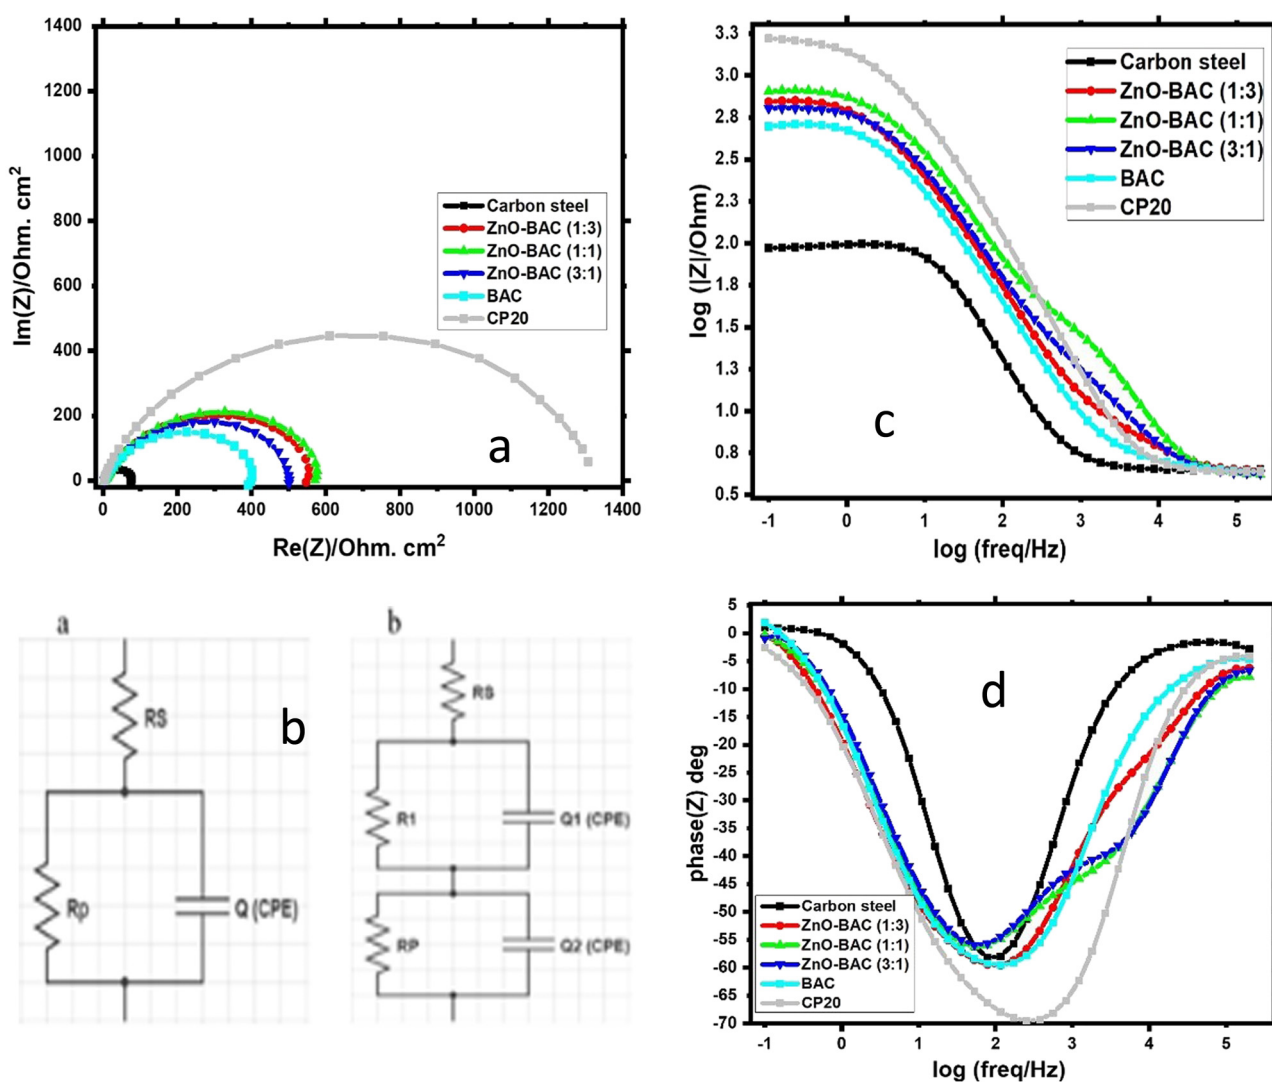 1400
1200
1000
800
600
400
200
0
Im(Z)/Ohm. cm²
Carbon steel
ZnO-BAC (1:3)
ZnO-BAC (1:1)
ZnO-BAC (3:1)
BAC
CP20
a
0 200 400 600 800 1000 1200 1400
Re(Z)/Ohm. cm²
3.3
3.0
2.8
2.5
2.3
2.0
1.8
1.5
1.3
1.0
0.8
0.5
log (|Z|/Ohm)
Carbon steel
ZnO-BAC (1:3)
ZnO-BAC (1:1)
ZnO-BAC (3:1)
BAC
CP20
c
-1 0 1 2 3 4 5
log (freq/Hz)
a
RS
Rp
Q (CPE)
b
b
RS
R1
Q1 (CPE)
RP
Q2 (CPE)
5
0
-5
-10
-15
-20
-25
-30
-35
-40
-45
-50
-55
-60
-65
-70
phase(Z) deg
d
Carbon steel
ZnO-BAC (1:3)
ZnO-BAC (1:1)
ZnO-BAC (3:1)
BAC
CP20
-1 0 1 2 3 4 5
log (freq/Hz)